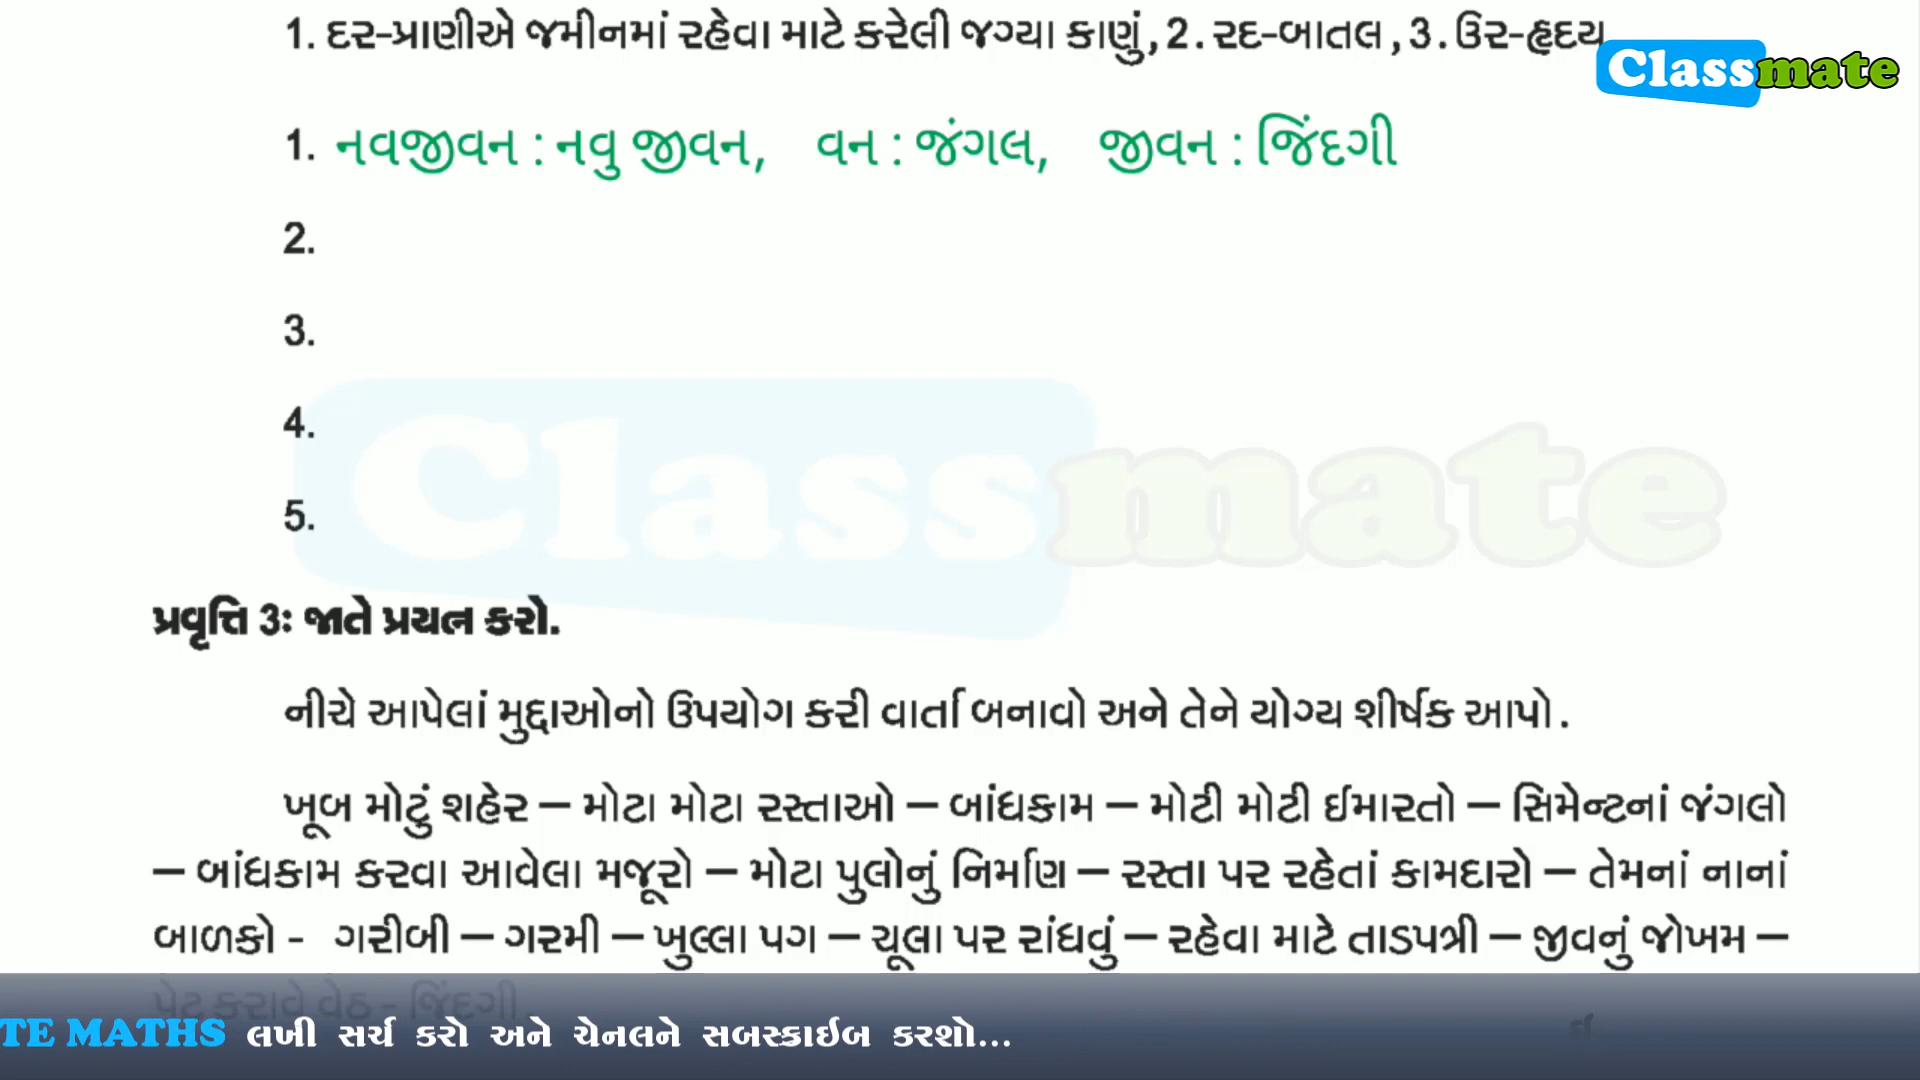 1. દર-પ્રાણીએ જમીનમાં રહેવા માટે કરેલી જગ્યા કાણું, 2. રદ-બાતલ, 3. ઉર-હૃદય
Classmate
1. નવજીવન : નવુ જીવન, વન : જંગલ, જીવન : જિંદગી
2.
3.
4.
5.
Classmate
પ્રવૃત્તિ 3ઃ જાતે પ્રયત્ન કરો.
નીચે આપેલાં મુદ્દાઓનો ઉપયોગ કરી વાર્તા બનાવો અને તેને યોગ્ય શીર્ષક આપો.
ખૂબ મોટું શહેર – મોટા મોટા રસ્તાઓ – બાંધકામ – મોટી મોટી ઈમારતો – સિમેન્ટનાં જંગલો
– બાંધકામ કરવા આવેલા મજૂરો – મોટા પુલોનું નિર્માણ – રસ્તા પર રહેતાં કામદારો – તેમનાં નાનાં
બાળકો - ગરીબી – ગરમી – ખુલ્લા પગ – ચૂલા પર રાંધવું – રહેવા માટે તાડપત્રી – જીવનું જોખમ –
પેટ કરાવે વેઠ - જિંદગી
TE MATHS લખી સર્ચ કરો અને ચેનલને સબસ્ક્રાઈબ કરશો...